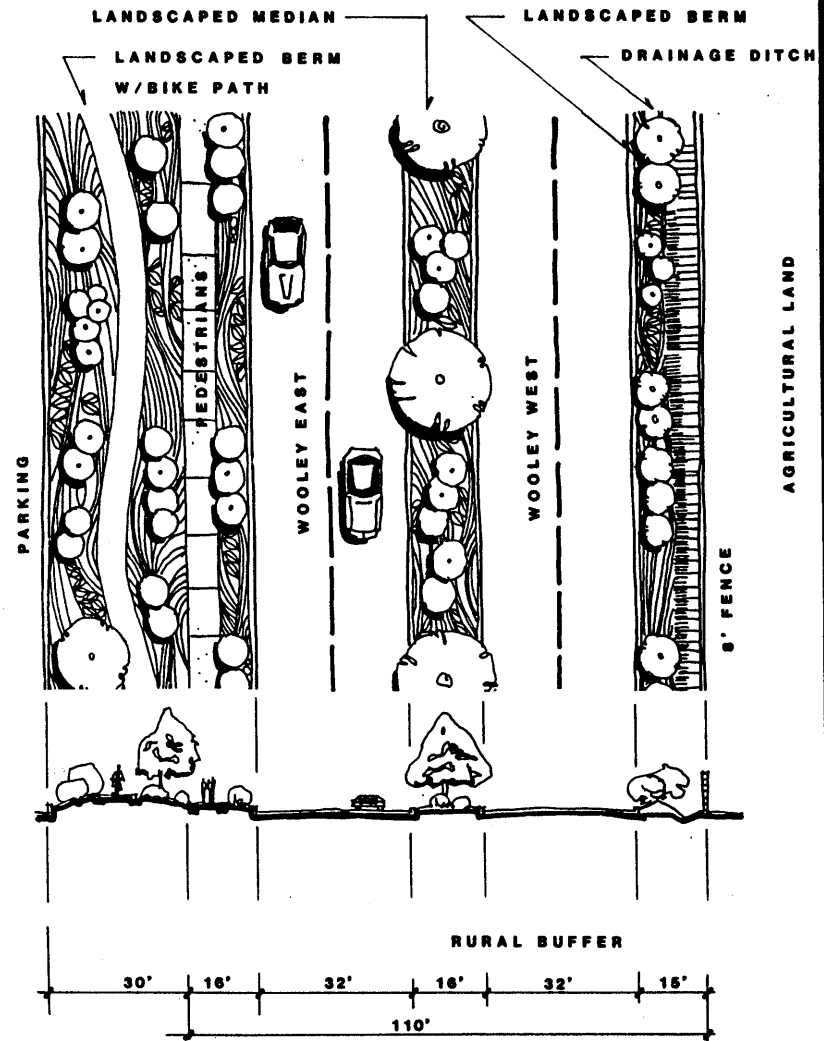 LANDSCAPED MEDIAN
LANDSCAPED BERM
LANDSCAPED BERM
W/BIKE PATH
DRAINAGE DITCH
PARKING
PEDESTRIANS
WOOLEY EAST
WOOLEY WEST
8' FENCE
AGRICULTURAL LAND
RURAL BUFFER
30'
16'
32'
16'
32'
15'
110'